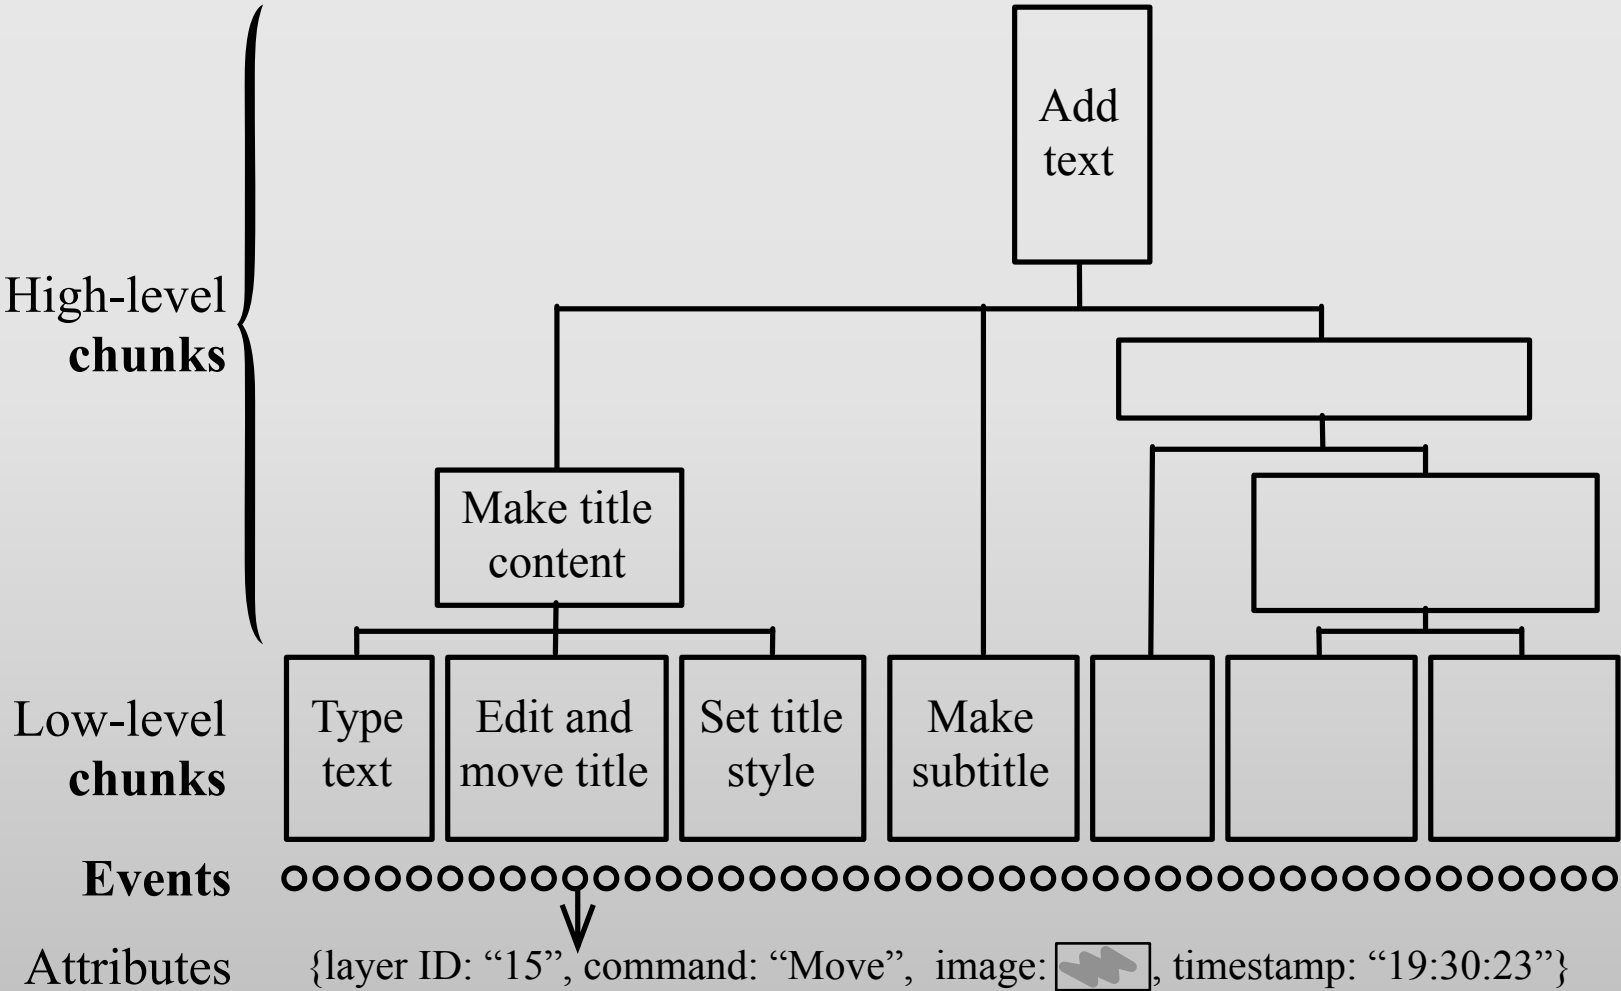 Add
text
High-level
chunks
Make title
content
Low-level
chunks
Type
text
Edit and
move title
Set title
style
Make
subtitle
Events
Attributes
{layer ID: “15”, command: “Move”, image: , timestamp: “19:30:23”}